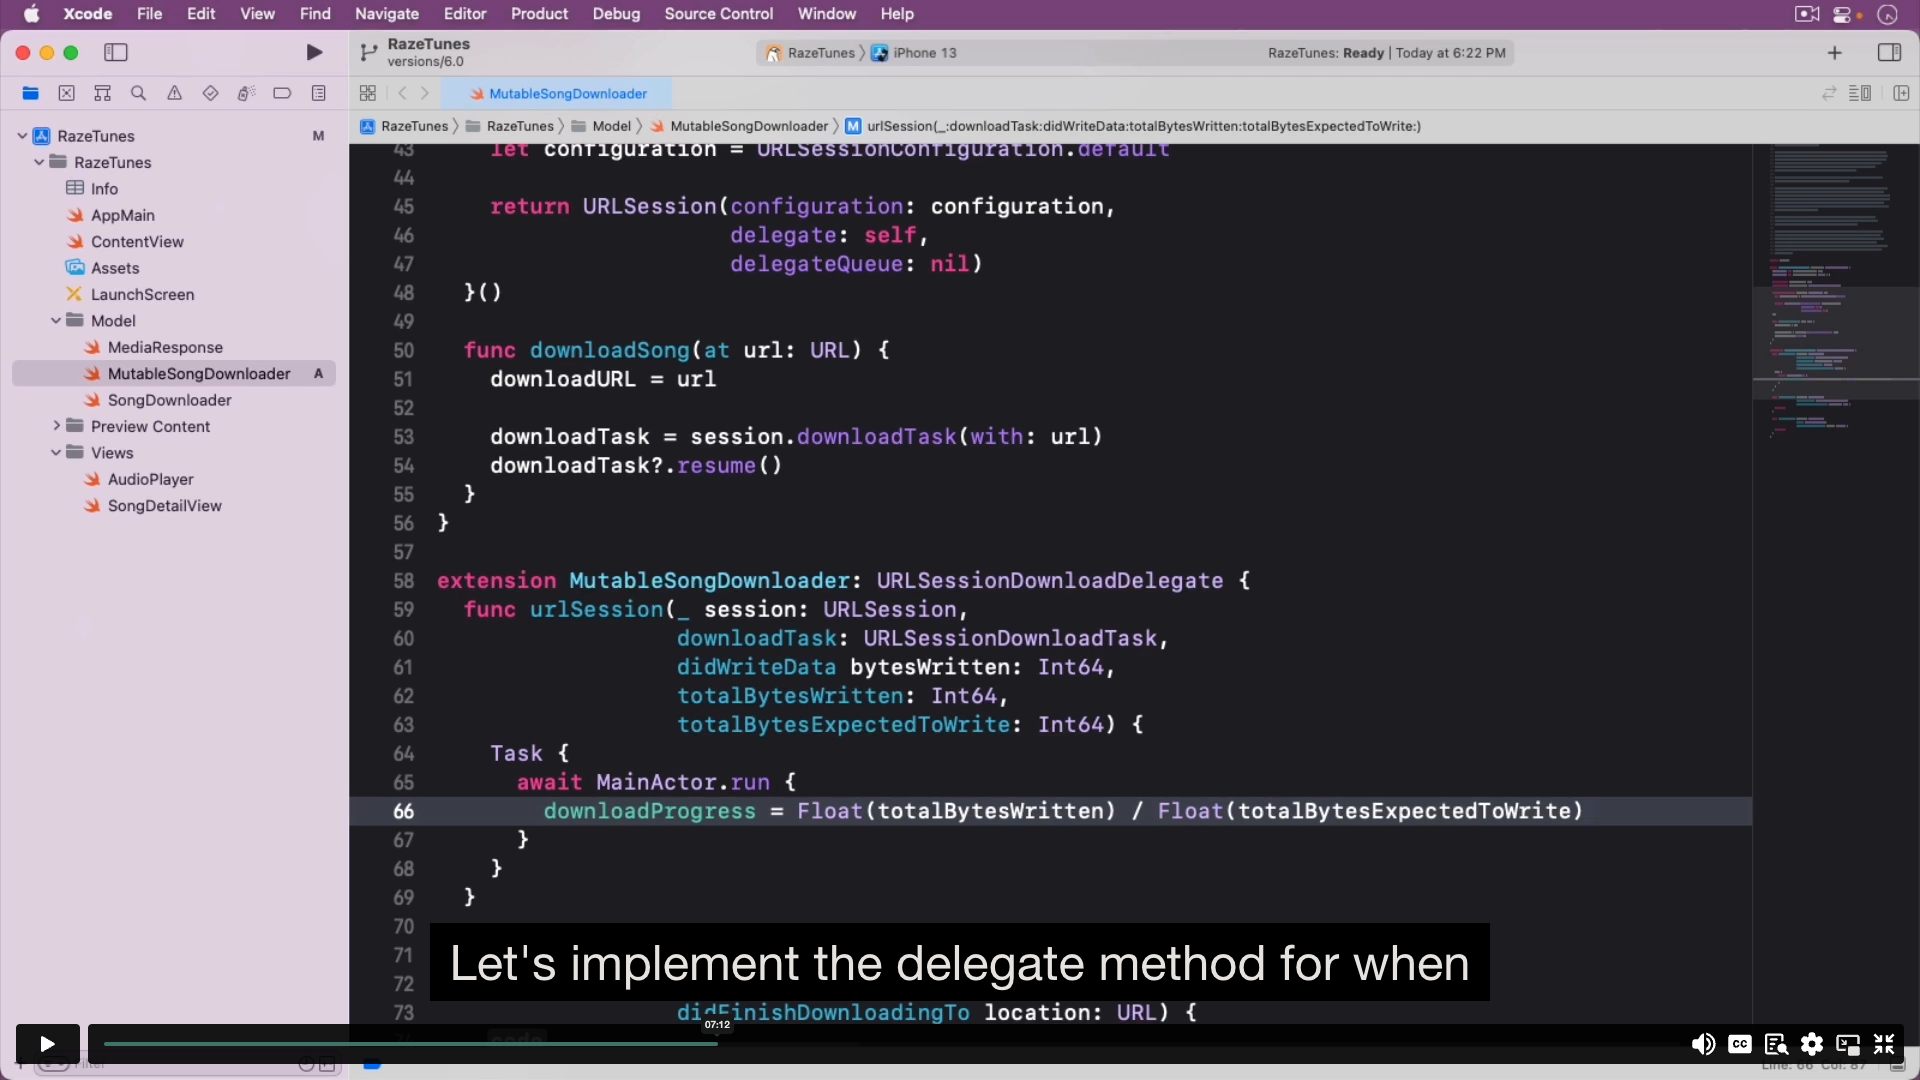 Xcode File Edit View Find Navigate Editor Product Debug Source Control Window Help
RazeTunes
versions/6.0
RazeTunes iPhone 13
RazeTunes: Ready | Today at 6:22 PM
MutableSongDownloader
RazeTunes RazeTunes Model MutableSongDownloader M urlSession(_:downloadTask:didWriteData:totalBytesWritten:totalBytesExpectedToWrite:)
RazeTunes M
RazeTunes
Info
AppMain
ContentView
Assets
LaunchScreen
Model
MediaResponse
MutableSongDownloader A
SongDownloader
Preview Content
Views
AudioPlayer
SongDetailView
43 let configuration = URLSessionConfiguration.default
44
45 return URLSession(configuration: configuration,
46 delegate: self,
47 delegateQueue: nil)
48 }()
49
50 func downloadSong(at url: URL) {
51 downloadURL = url
52
53 downloadTask = session.downloadTask(with: url)
54 downloadTask?.resume()
55 }
56 }
57
58 extension MutableSongDownloader: URLSessionDownloadDelegate {
59 func urlSession(_ session: URLSession,
60 downloadTask: URLSessionDownloadTask,
61 didWriteData bytesWritten: Int64,
62 totalBytesWritten: Int64,
63 totalBytesExpectedToWrite: Int64) {
64 Task {
65 await MainActor.run {
66 downloadProgress = Float(totalBytesWritten) / Float(totalBytesExpectedToWrite)
67 }
68 }
69 }
70
71
72
73 didFinishDownloadingTo location: URL) {
Let's implement the delegate method for when
07:12
CC
Filter
Line: 66 Col: 87